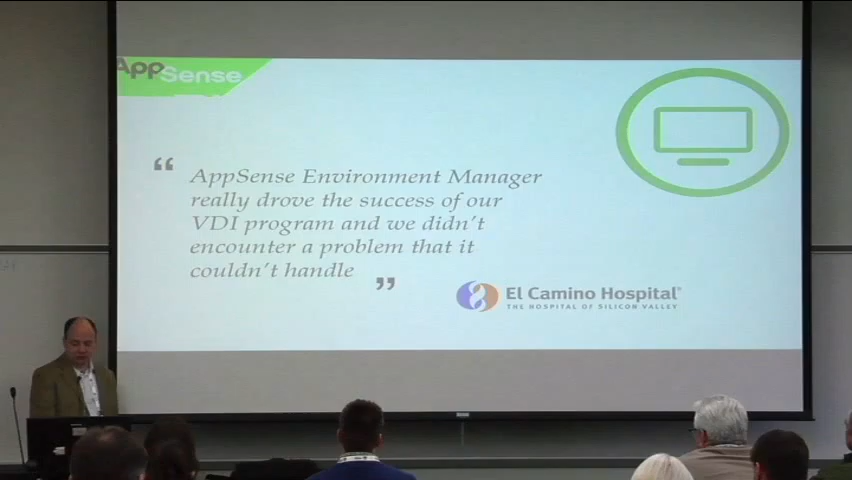 AppSense
“ AppSense Environment Manager
really drove the success of our
VDI program and we didn't
encounter a problem that it
couldn't handle ”
El Camino Hospital®
THE HOSPITAL OF SILICON VALLEY